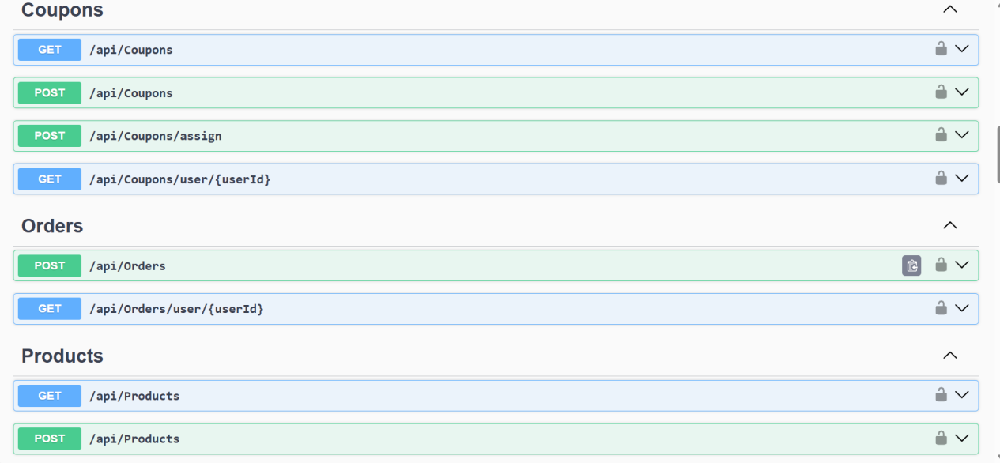 Coupons
GET /api/Coupons
POST /api/Coupons
POST /api/Coupons/assign
GET /api/Coupons/user/{userId}
Orders
POST /api/Orders
GET /api/Orders/user/{userId}
Products
GET /api/Products
POST /api/Products